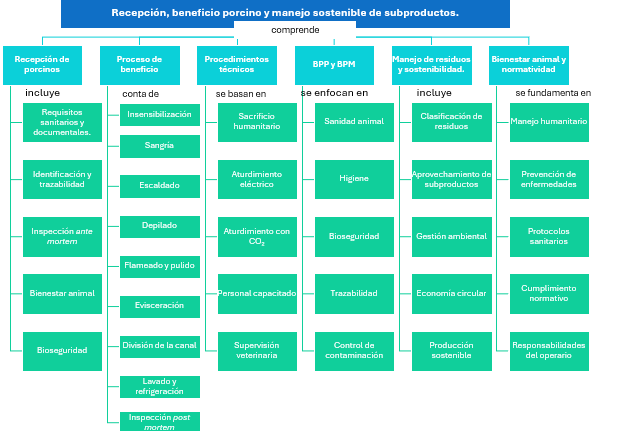 Recepción, beneficio porcino y manejo sostenible de subproductos.
comprende
Recepción de
porcinos
Proceso de
beneficio
Procedimientos
técnicos
BPP y BPM
Manejo de residuos
y sostenibilidad.
Bienestar animal y
normatividad
incluye
conta de
se basan en
se enfocan en
incluye
se fundamenta en
Requisitos
sanitarios y
documentales.
Identificación y
trazabilidad
Inspección ante
mortem
Bienestar animal
Bioseguridad
Insensibilización
Sangría
Escaldado
Depilado
Flameado y pulido
Evisceración
División de la canal
Lavado y
refrigeración
Inspección post
mortem
Sacrificio
humanitario
Aturdimiento
eléctrico
Aturdimiento con
CO₂
Personal capacitado
Supervisión
veterinaria
Sanidad animal
Higiene
Bioseguridad
Trazabilidad
Control de
contaminación
Clasificación de
residuos
Aprovechamiento de
subproductos
Gestión ambiental
Economía circular
Producción
sostenible
Manejo humanitario
Prevención de
enfermedades
Protocolos
sanitarios
Cumplimiento
normativo
Responsabilidades
del operario